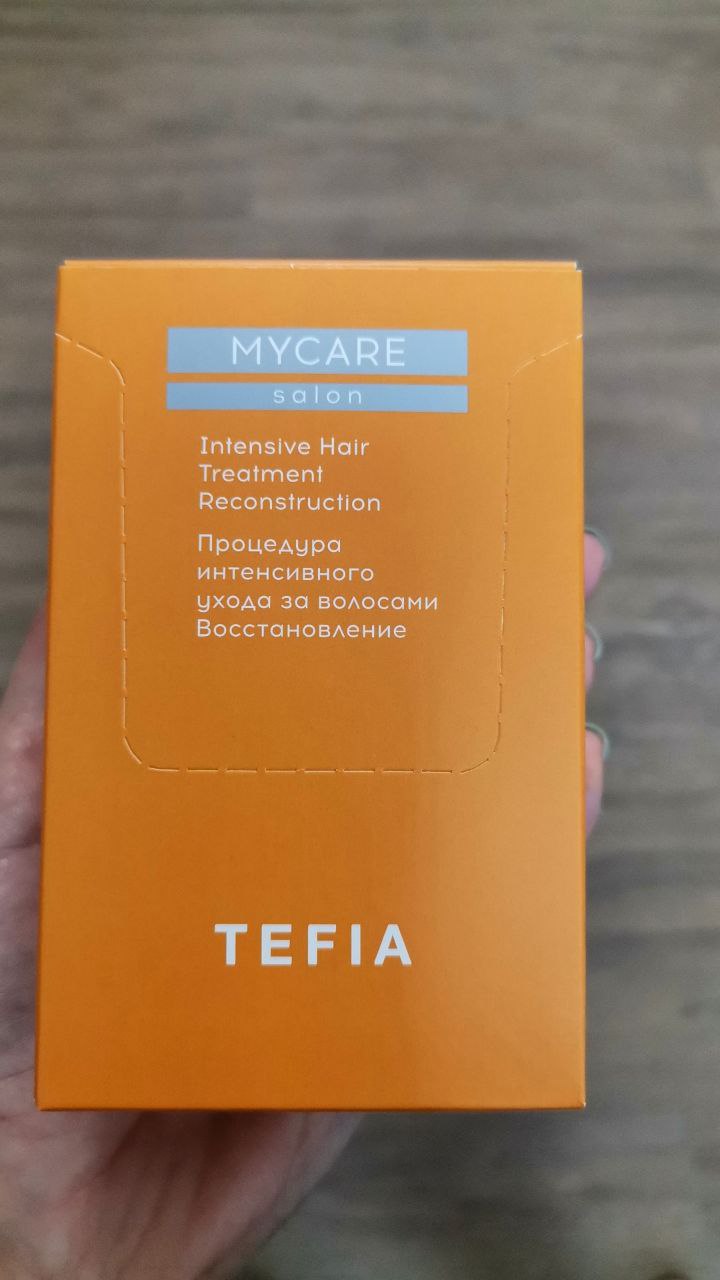 MYCARE
salon
Intensive Hair
Treatment
Reconstruction
Процедура
интенсивного
ухода за волосами
Восстановление
TEFIA